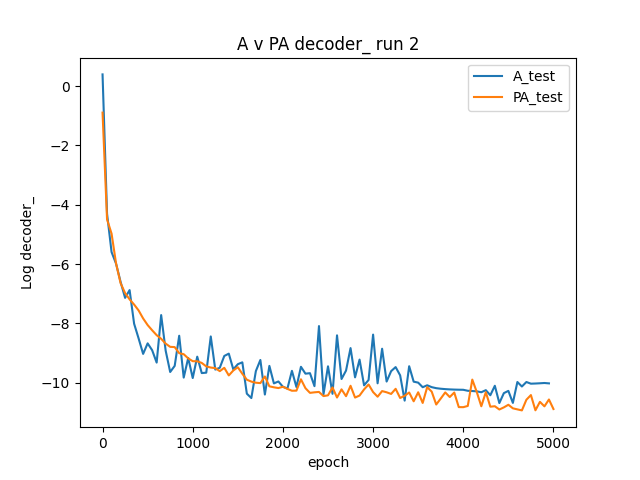 A v PA decoder_ run 2
A_test
PA_test
Log decoder_
0
−2
−4
−6
−8
−10
0
1000
2000
3000
4000
5000
epoch